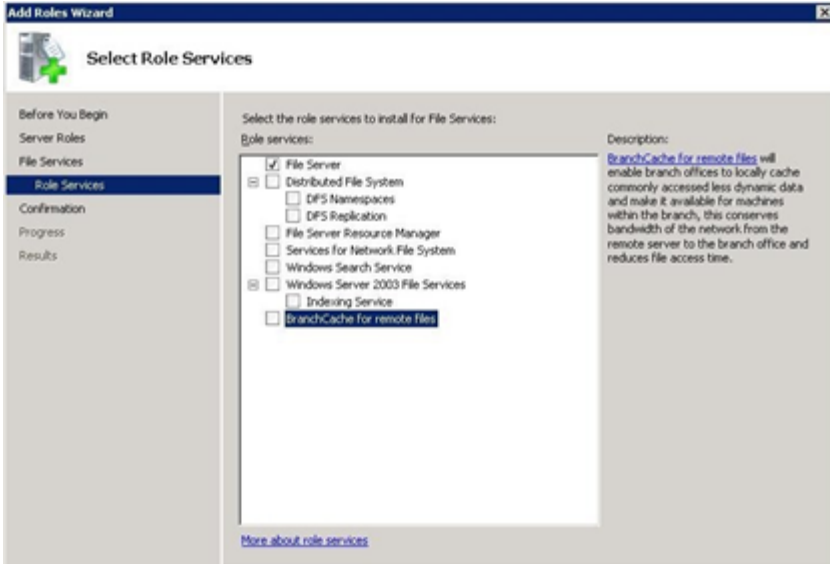 Add Roles Wizard
Select Role Services
Before You Begin
Server Roles
File Services
Role Services
Confirmation
Progress
Results
Select the role services to install for File Services:
Role services:
File Server
Distributed File System
DFS Namespaces
DFS Replication
File Server Resource Manager
Services for Network File System
Windows Search Service
Windows Server 2003 File Services
Indexing Service
BranchCache for remote files
More about role services
Description:
BranchCache for remote files will
enable branch offices to locally cache
commonly accessed less dynamic data
and make it available for machines
within the branch, this conserves
bandwidth of the network from the
remote server to the branch office and
reduces file access time.